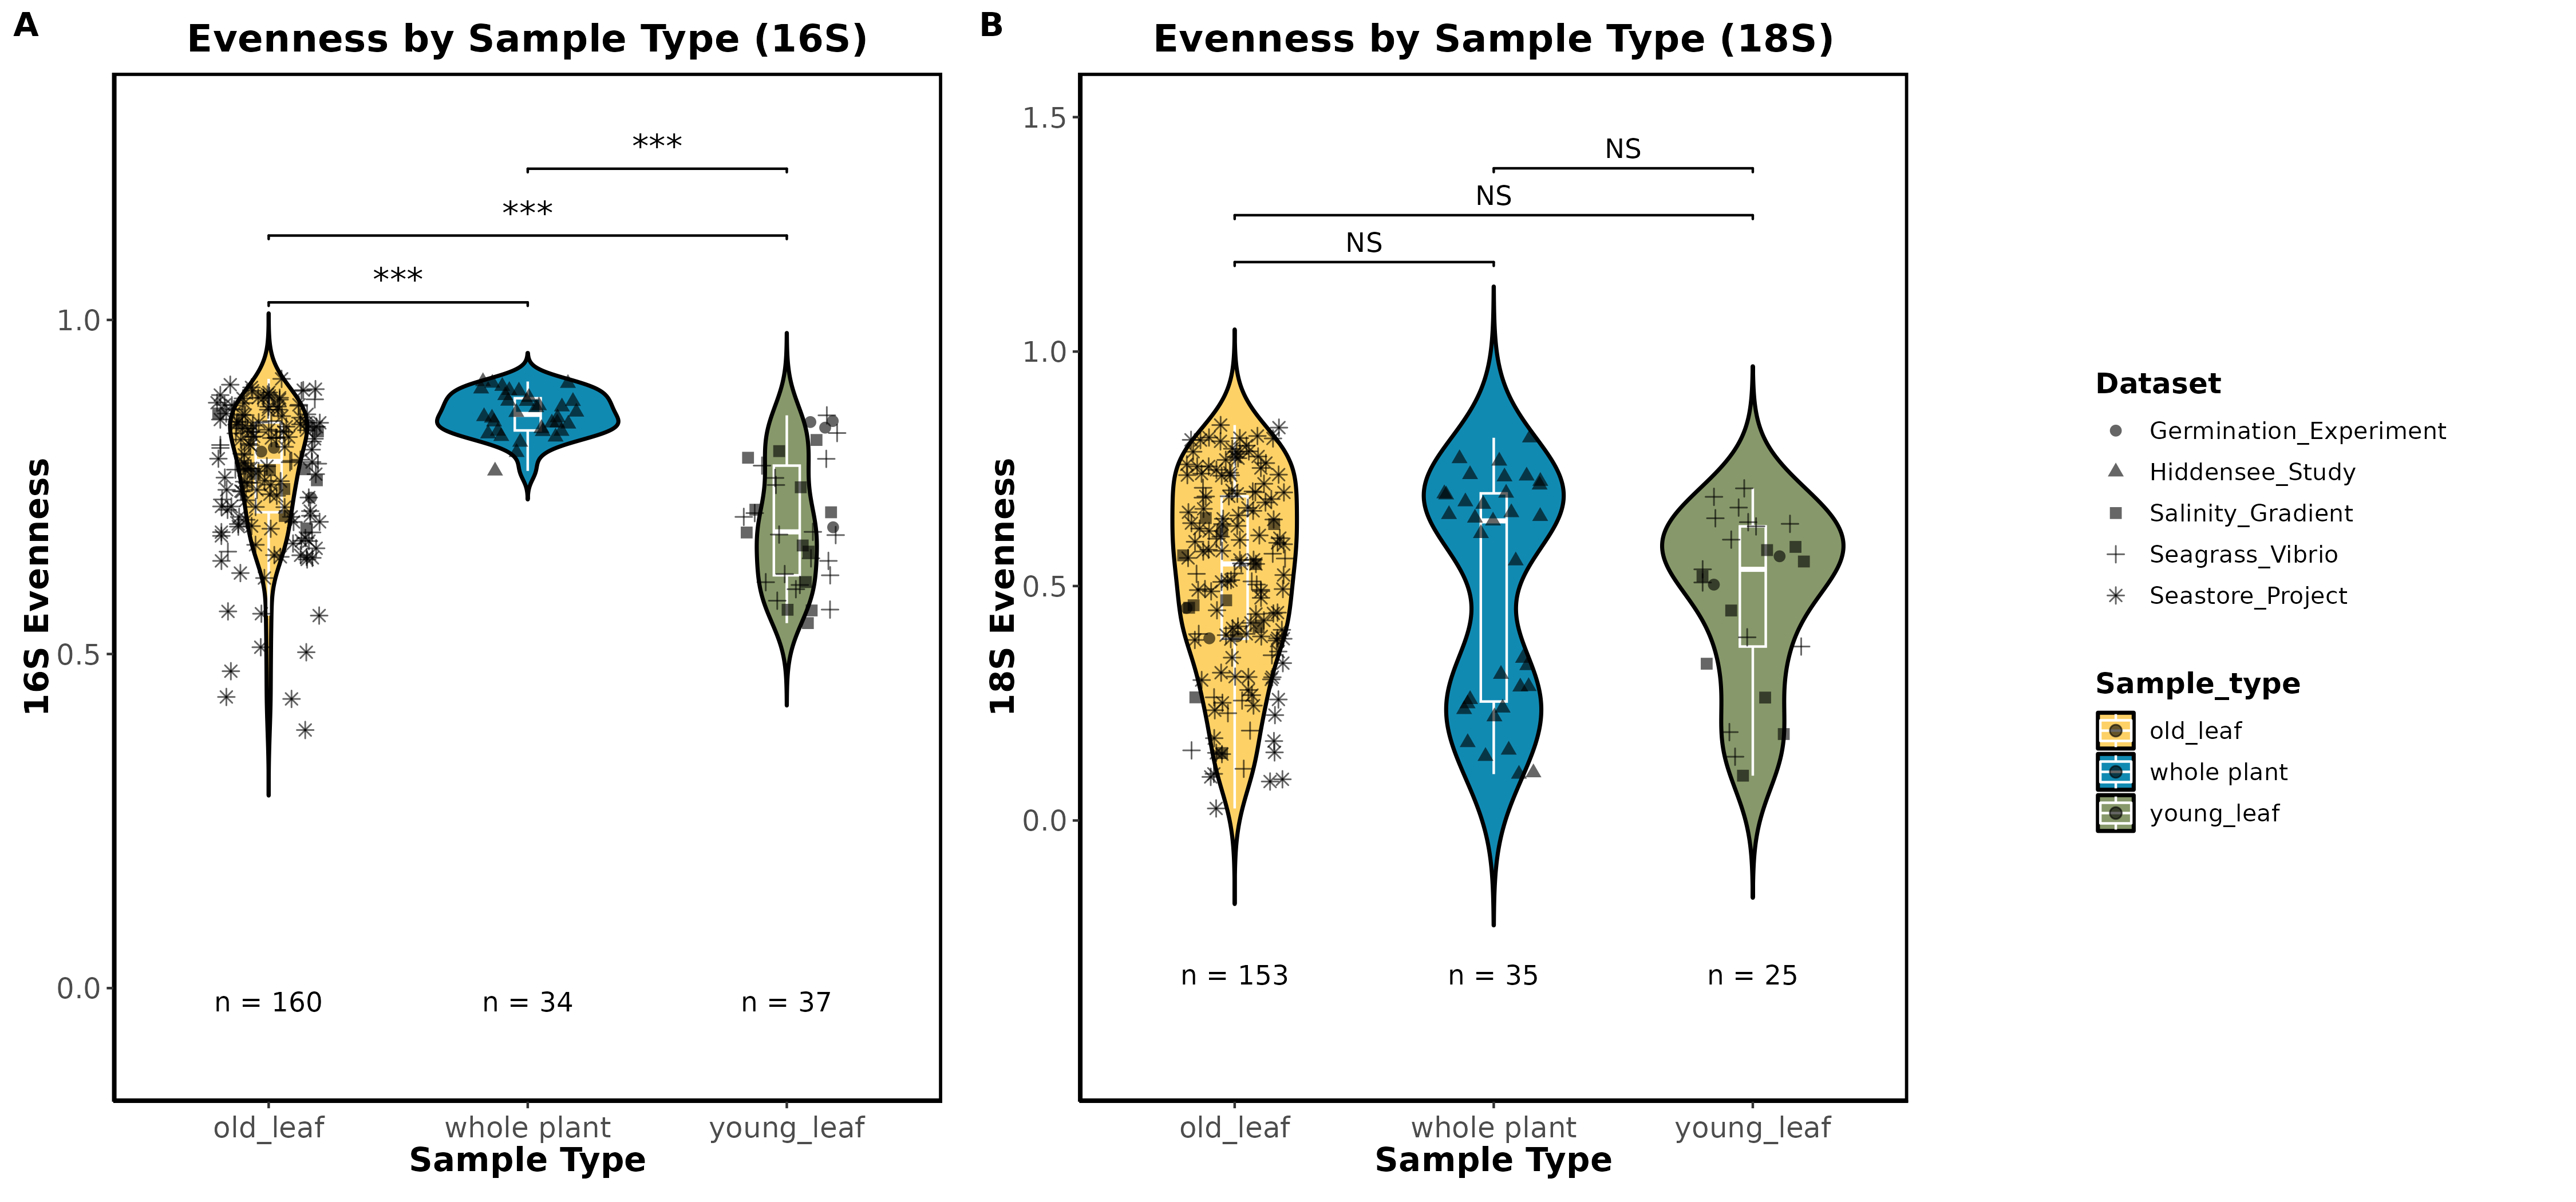 A
Evenness by Sample Type (16S)
16S Evenness
1.0
0.5
0.0
***
***
***
n = 160
n = 34
n = 37
old_leaf
whole plant
young_leaf
Sample Type
B
Evenness by Sample Type (18S)
18S Evenness
1.5
1.0
0.5
0.0
NS
NS
NS
n = 153
n = 35
n = 25
old_leaf
whole plant
young_leaf
Sample Type
Dataset
Germination_Experiment
Hiddensee_Study
Salinity_Gradient
Seagrass_Vibrio
Seastore_Project
Sample_type
old_leaf
whole plant
young_leaf